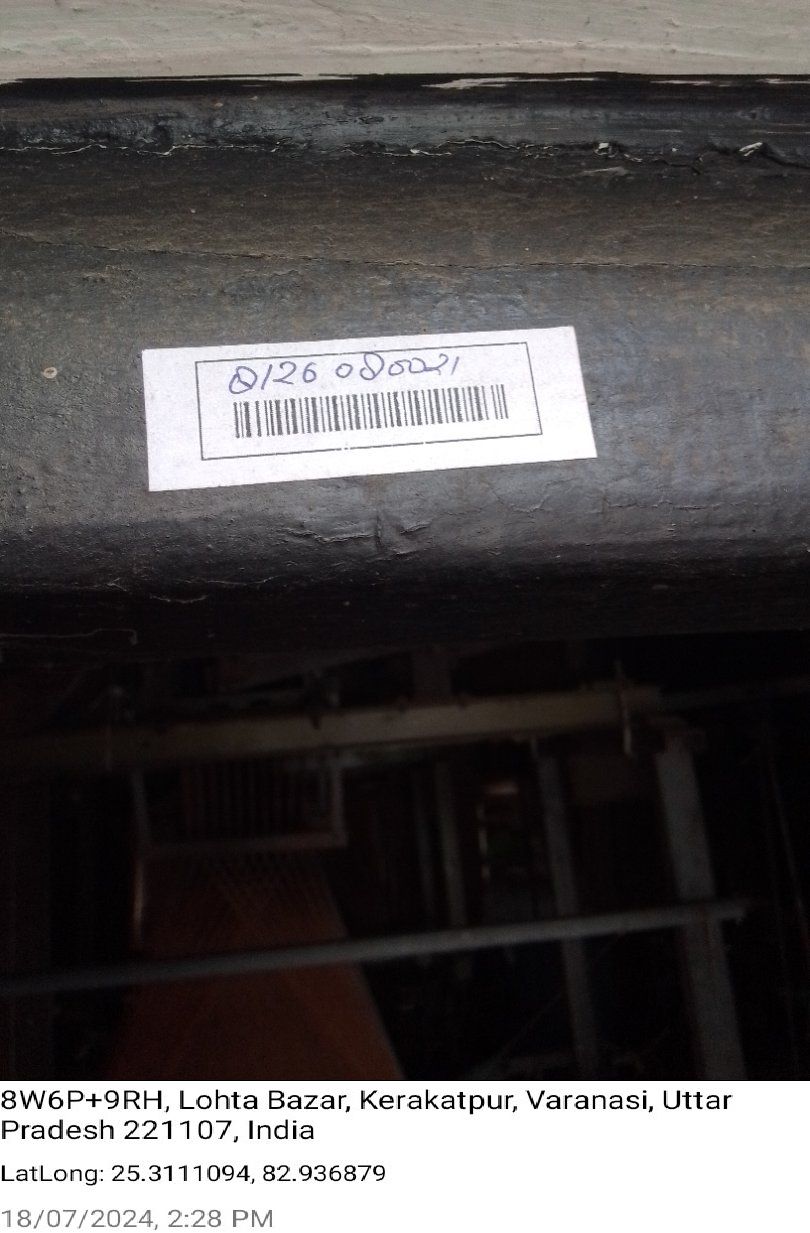 0126 080021
8W6P+9RH, Lohta Bazar, Kerakatpur, Varanasi, Uttar
Pradesh 221107, India
LatLong: 25.3111094, 82.936879
18/07/2024, 2:28 PM